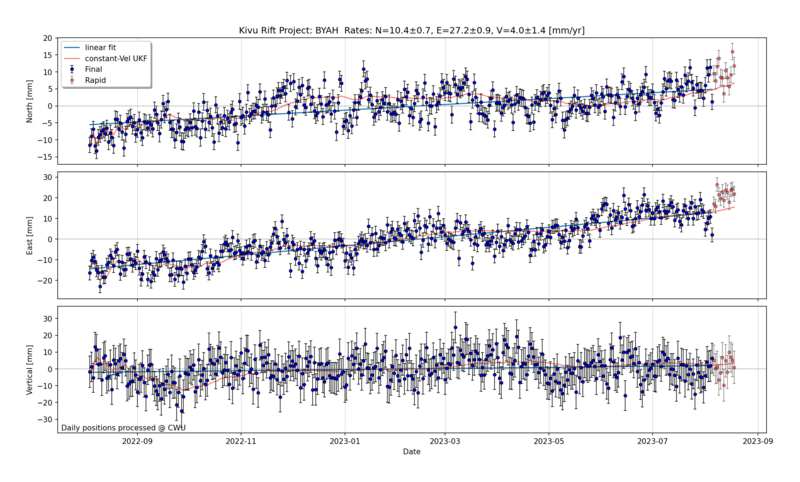 Kivu Rift Project: BYAH Rates: N=10.4±0.7, E=27.2±0.9, V=4.0±1.4 [mm/yr]
linear fit
constant-Vel UKF
Final
Rapid
North [mm]
20
15
10
5
0
−5
−10
−15
East [mm]
30
20
10
0
−10
−20
Vertical [mm]
30
20
10
0
−10
−20
−30
Daily positions processed @ CWU
2022-09
2022-11
2023-01
2023-03
2023-05
2023-07
2023-09
Date